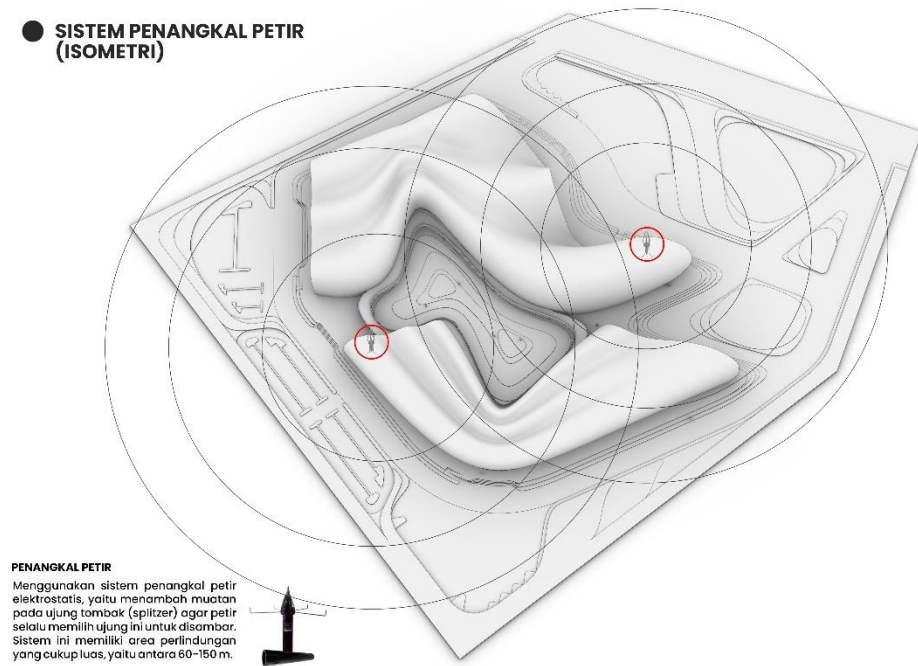 SISTEM PENANGKAL PETIR
(ISOMETRI)
PENANGKAL PETIR
Menggunakan sistem penangkal petir
elektrostatis, yaitu menambah muatan
pada ujung tombak (splitzer) agar petir
selalu memilih ujung ini untuk disambar.
Sistem ini memiliki area perlindungan
yang cukup luas, yaitu antara 60-150 m.